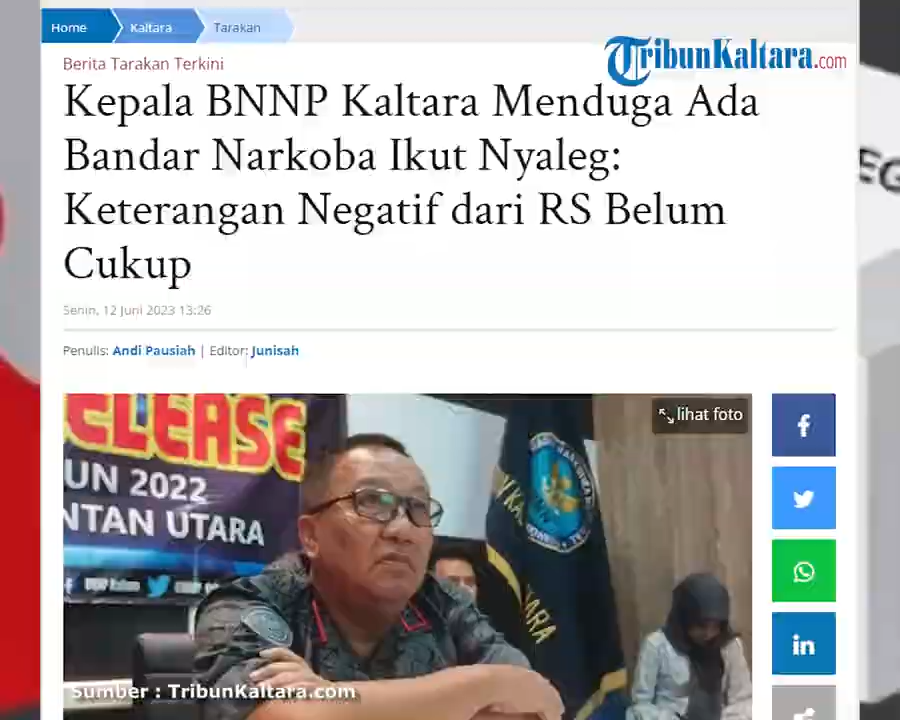 Home
Kaltara
Tarakan
TribunKaltara.com
Berita Tarakan Terkini
Kepala BNNP Kaltara Menduga Ada
Bandar Narkoba Ikut Nyaleg:
Keterangan Negatif dari RS Belum
Cukup
Senin, 12 Juni 2023 13:26
Penulis: Andi Pausiah | Editor: Junisah
lihat foto
ELEASE
UN 2022
NTAN UTARA
Sumber : TribunKaltara.com